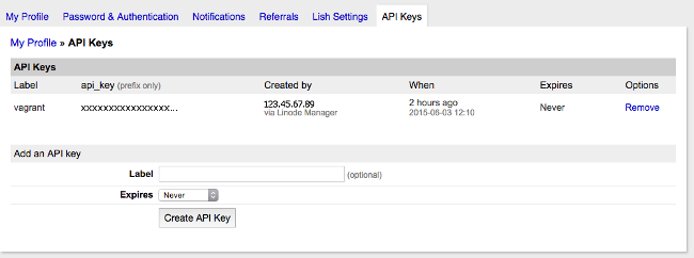 My Profile Password & Authentication Notifications Referrals Lish Settings API Keys
My Profile » API Keys
API Keys
Label api_key (prefix only) Created by When Expires Options
vagrant xxxxxxxxxxxxxxxx... 123.45.67.89 2 hours ago Never Remove
via Linode Manager 2015-06-03 12:10
Add an API key
Label (optional)
Expires Never
Create API Key